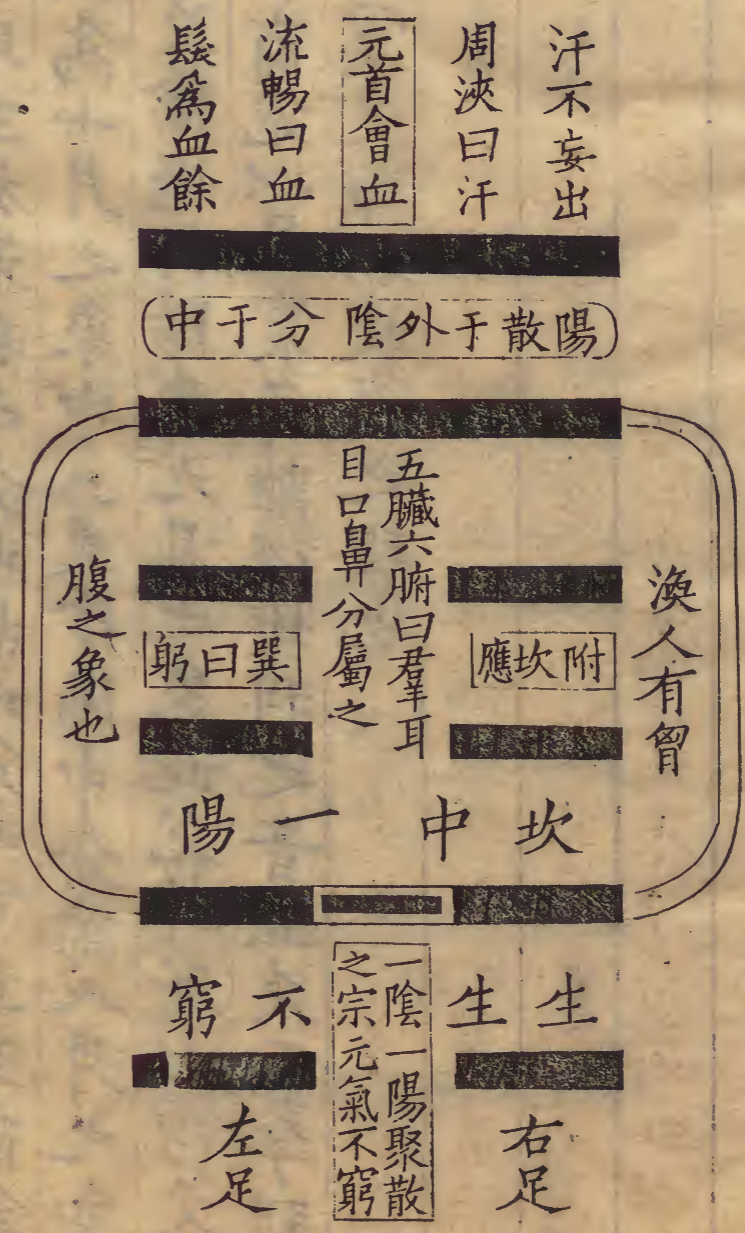 汗不妄出
周浹曰汗
元首會血
流暢曰血
髮為血餘
陽散于外陰分于中
渙人有胷
附坎應
五臟六腑曰羣耳
目口鼻分屬之
巽曰躬
腹之象也
坎中一陽
生生不窮
一陰一陽聚散
之宗元氣不窮
右足
左足